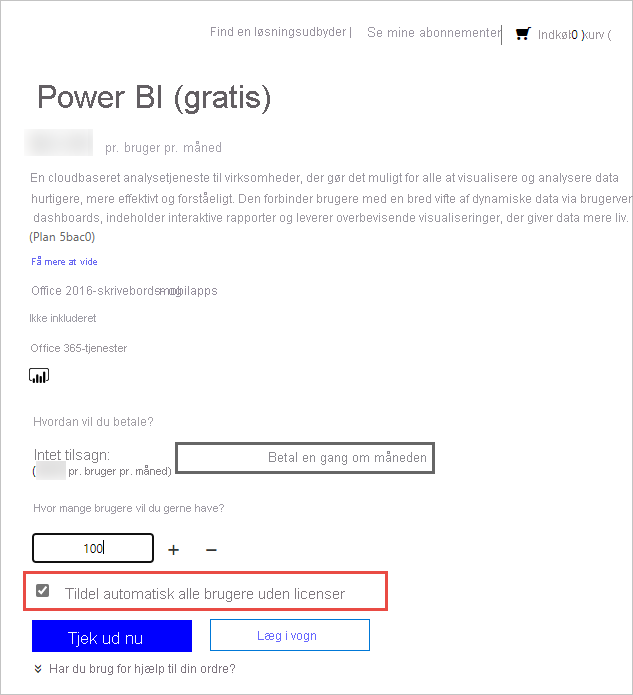 Find en løsningsudbyder |
Se mine abonnementer
Indkøb 0 )kurv (
Power BI (gratis)
pr. bruger pr. måned
En cloudbaseret analysetjeneste til virksomheder, der gør det muligt for alle at visualisere og analysere data
hurtigere, mere effektivt og forståeligt. Den forbinder brugere med en bred vifte af dynamiske data via brugerven
dashboards, indeholder interaktive rapporter og leverer overbevisende visualiseringer, der giver data mere liv.
(Plan 5bac0)
Få mere at vide
Office 2016-skrivebords- og mobilapps
Ikke inkluderet
Office 365-tjenester
Hvordan vil du betale?
Intet tilsagn:
( pr. bruger pr. måned)
Betal en gang om måneden
Hvor mange brugere vil du gerne have?
100 + −
Tildel automatisk alle brugere uden licenser
Tjek ud nu
Læg i vogn
Har du brug for hjælp til din ordre?